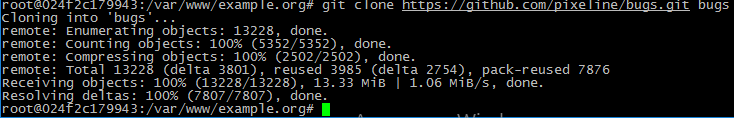 root@024f2c179943:/var/www/example.org# git clone https://github.com/pixeline/bugs.git bugs
Cloning into 'bugs'...
remote: Enumerating objects: 13228, done.
remote: Counting objects: 100% (5352/5352), done.
remote: Compressing objects: 100% (2502/2502), done.
remote: Total 13228 (delta 3801), reused 3985 (delta 2754), pack-reused 7876
Receiving objects: 100% (13228/13228), 13.33 MiB | 1.06 MiB/s, done.
Resolving deltas: 100% (7807/7807), done.
root@024f2c179943:/var/www/example.org#